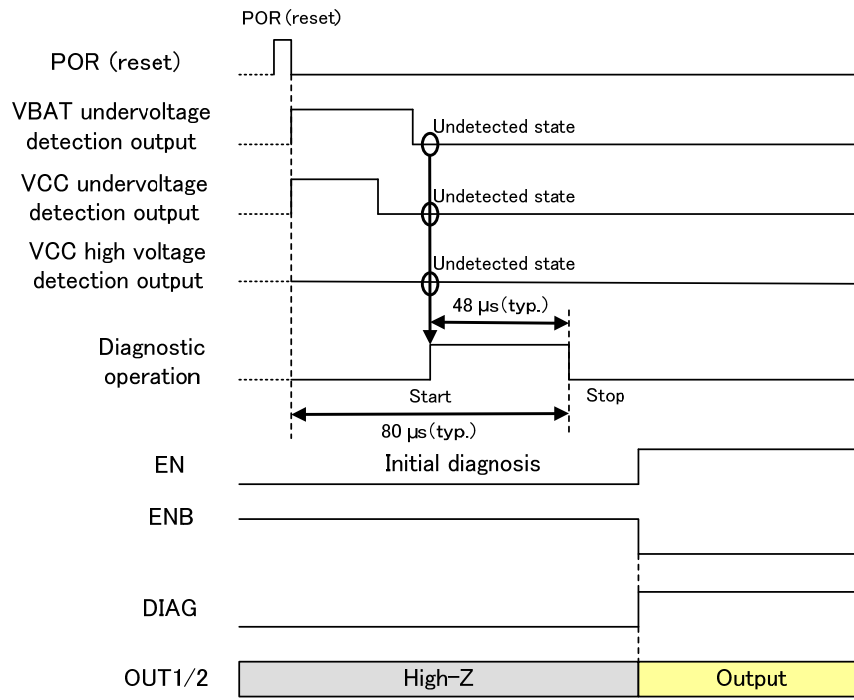 POR (reset)
POR (reset)
VBAT undervoltage
detection output
Undetected state
VCC undervoltage
detection output
Undetected state
VCC high voltage
detection output
Undetected state
48 μs(typ.)
Diagnostic
operation
Start
Stop
80 μs(typ.)
EN
Initial diagnosis
ENB
DIAG
OUT1/2
High-Z
Output